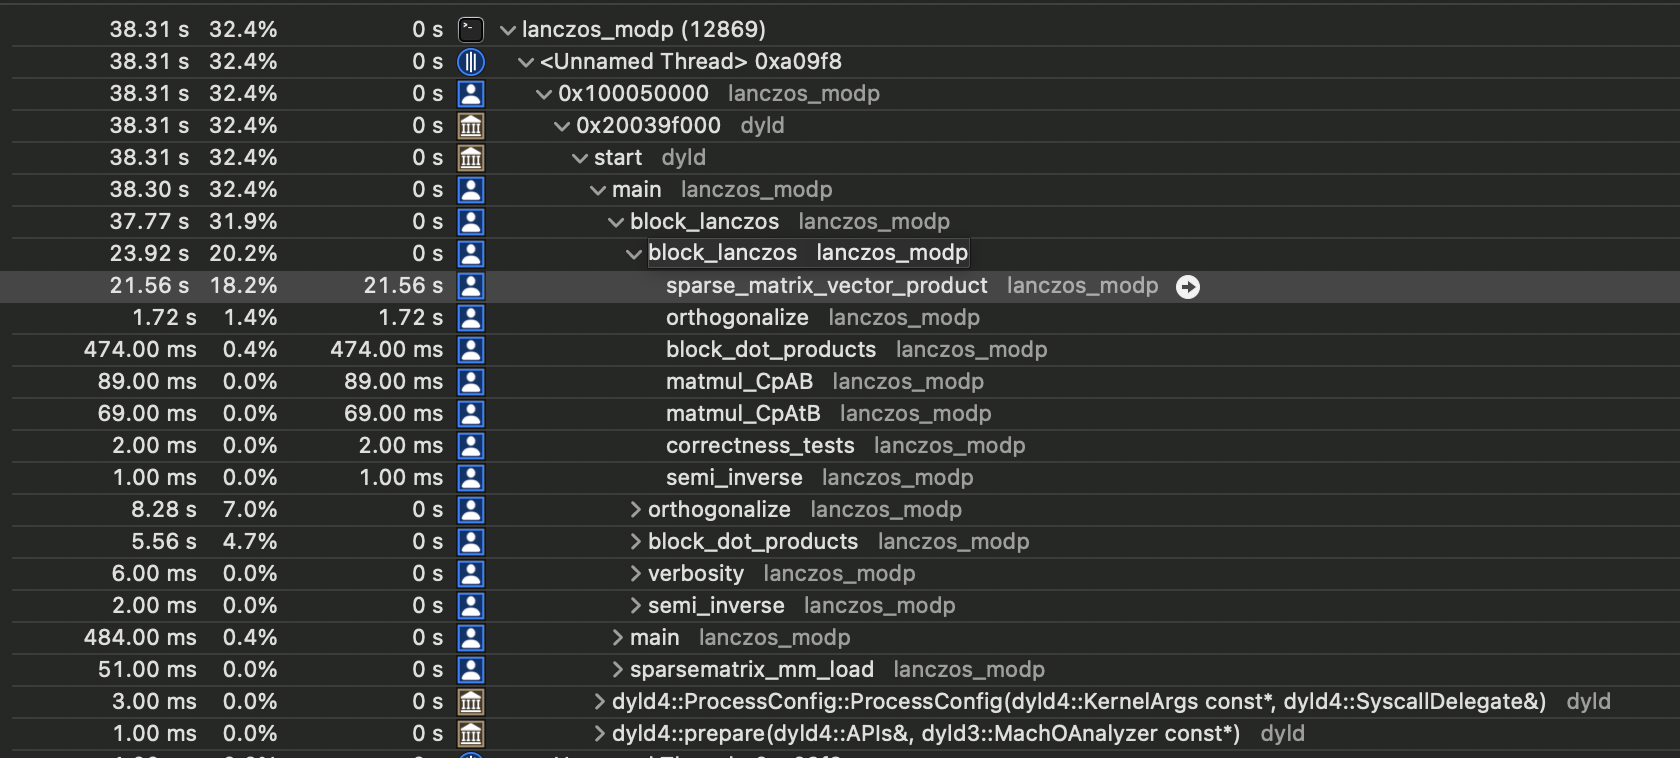 38.31 s 32.4% 0 s lanczos_modp (12869)
38.31 s 32.4% 0 s <Unnamed Thread> 0xa09f8
38.31 s 32.4% 0 s 0x100050000 lanczos_modp
38.31 s 32.4% 0 s 0x20039f000 dyld
38.31 s 32.4% 0 s start dyld
38.30 s 32.4% 0 s main lanczos_modp
37.77 s 31.9% 0 s block_lanczos lanczos_modp
23.92 s 20.2% 0 s block_lanczos lanczos_modp
21.56 s 18.2% 21.56 s sparse_matrix_vector_product lanczos_modp
1.72 s 1.4% 1.72 s orthogonalize lanczos_modp
474.00 ms 0.4% 474.00 ms block_dot_products lanczos_modp
89.00 ms 0.0% 89.00 ms matmul_CpAB lanczos_modp
69.00 ms 0.0% 69.00 ms matmul_CpAtB lanczos_modp
2.00 ms 0.0% 2.00 ms correctness_tests lanczos_modp
1.00 ms 0.0% 1.00 ms semi_inverse lanczos_modp
8.28 s 7.0% 0 s orthogonalize lanczos_modp
5.56 s 4.7% 0 s block_dot_products lanczos_modp
6.00 ms 0.0% 0 s verbosity lanczos_modp
2.00 ms 0.0% 0 s semi_inverse lanczos_modp
484.00 ms 0.4% 0 s main lanczos_modp
51.00 ms 0.0% 0 s sparsematrix_mm_load lanczos_modp
3.00 ms 0.0% 0 s dyld4::ProcessConfig::ProcessConfig(dyld4::KernelArgs const*, dyld4::SyscallDelegate&) dyld
1.00 ms 0.0% 0 s dyld4::prepare(dyld4::APIs&, dyld3::MachOAnalyzer const*) dyld